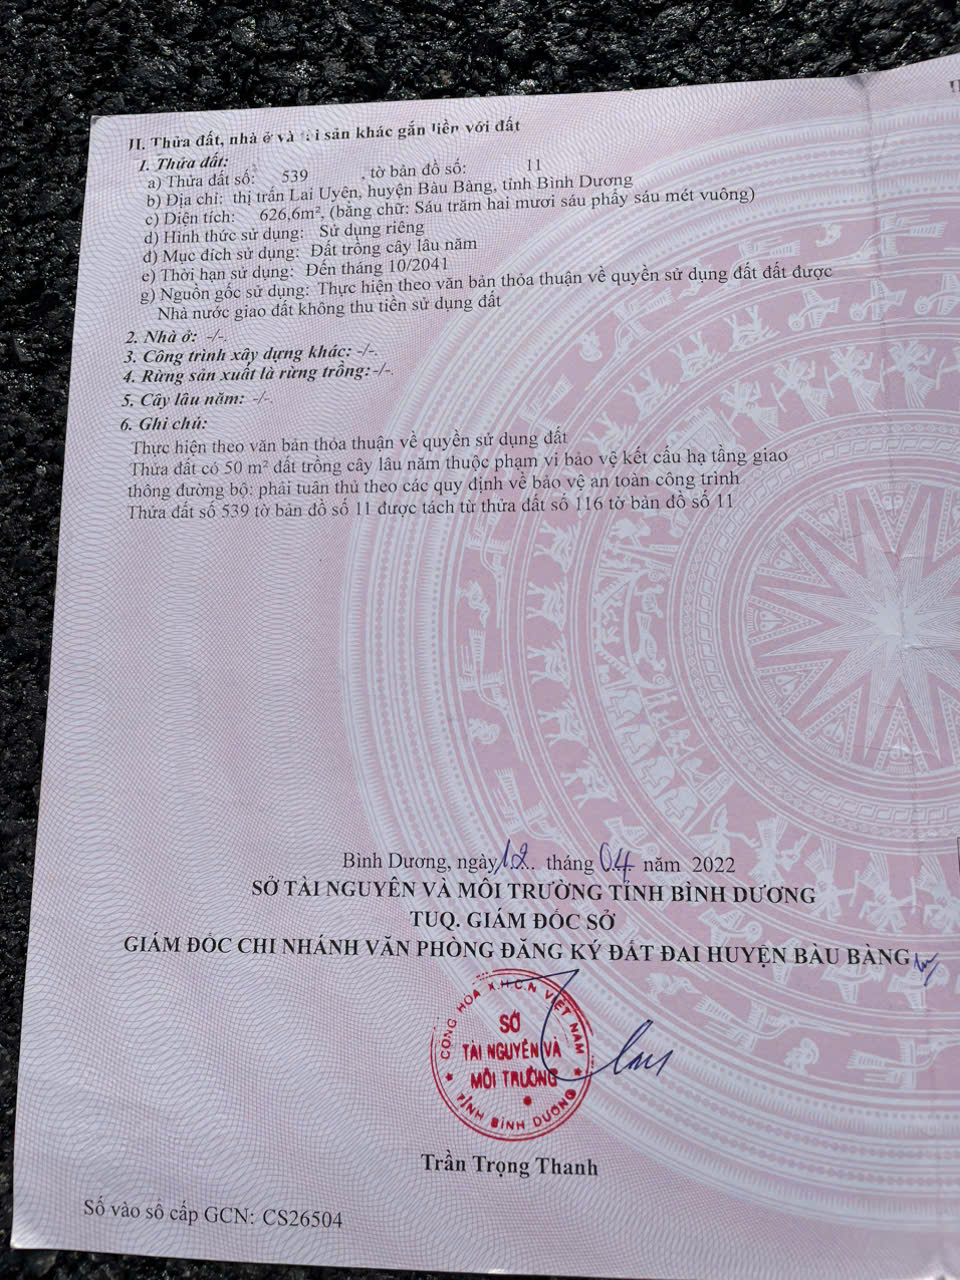 II. Thửa đất, nhà ở và tài sản khác gắn liền với đất
1. Thửa đất:
a) Thửa đất số: 539 , tờ bản đồ số: 11
b) Địa chỉ: thị trấn Lai Uyên, huyện Bàu Bàng, tỉnh Bình Dương
c) Diện tích: 626,6m², (bằng chữ: Sáu trăm hai mươi sáu phẩy sáu mét vuông)
d) Hình thức sử dụng: Sử dụng riêng
đ) Mục đích sử dụng: Đất trồng cây lâu năm
e) Thời hạn sử dụng: Đến tháng 10/2041
g) Nguồn gốc sử dụng: Thực hiện theo văn bản thỏa thuận về quyền sử dụng đất đất được
Nhà nước giao đất không thu tiền sử dụng đất
2. Nhà ở: -/-.
3. Công trình xây dựng khác: -/-.
4. Rừng sản xuất là rừng trồng:-/-.
5. Cây lâu năm: -/-.
6. Ghi chú:
Thực hiện theo văn bản thỏa thuận về quyền sử dụng đất
Thửa đất có 50 m² đất trồng cây lâu năm thuộc phạm vi bảo vệ kết cấu hạ tầng giao
thông đường bộ: phải tuân thủ theo các quy định về bảo vệ an toàn công trình
Thửa đất số 539 tờ bản đồ số 11 được tách từ thửa đất số 116 tờ bản đồ số 11
Bình Dương, ngày 12 tháng 04 năm 2022
SỞ TÀI NGUYÊN VÀ MÔI TRƯỜNG TỈNH BÌNH DƯƠNG
TUQ. GIÁM ĐỐC SỞ
GIÁM ĐỐC CHI NHÁNH VĂN PHÒNG ĐĂNG KÝ ĐẤT ĐAI HUYỆN BÀU BÀNG
CỘNG HÒA X.H.C.N VIỆT NAM
SỞ
TÀI NGUYÊN VÀ
MÔI TRƯỜNG
TỈNH BÌNH DƯƠNG
Trần Trọng Thanh
Số vào sổ cấp GCN: CS26504